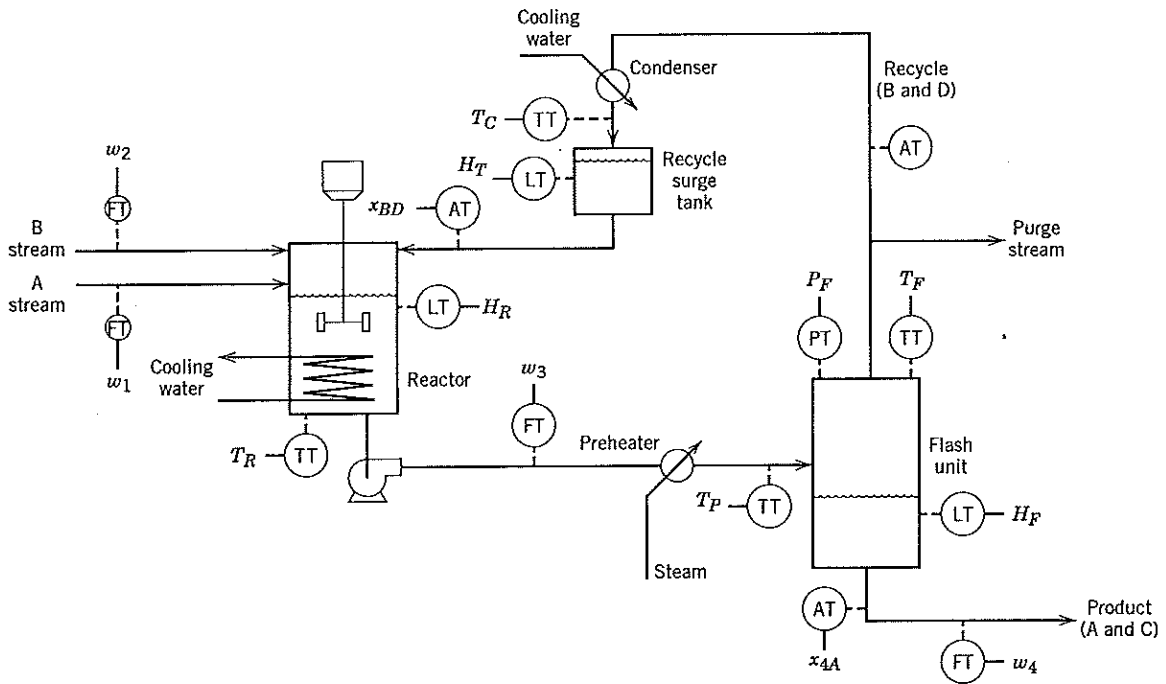 Cooling
water
Condenser
Recycle
(B and D)
T_C
TT
AT
w_2
H_T
LT
Recycle
surge
tank
x_BD
AT
FT
B
stream
Purge
stream
A
stream
P_F
T_F
LT
H_R
FT
PT
TT
Cooling
water
w_1
Reactor
w_3
T_R
TT
FT
Preheater
Flash
unit
T_P
TT
LT
H_F
Steam
AT
Product
(A and C)
x_4A
FT
w_4